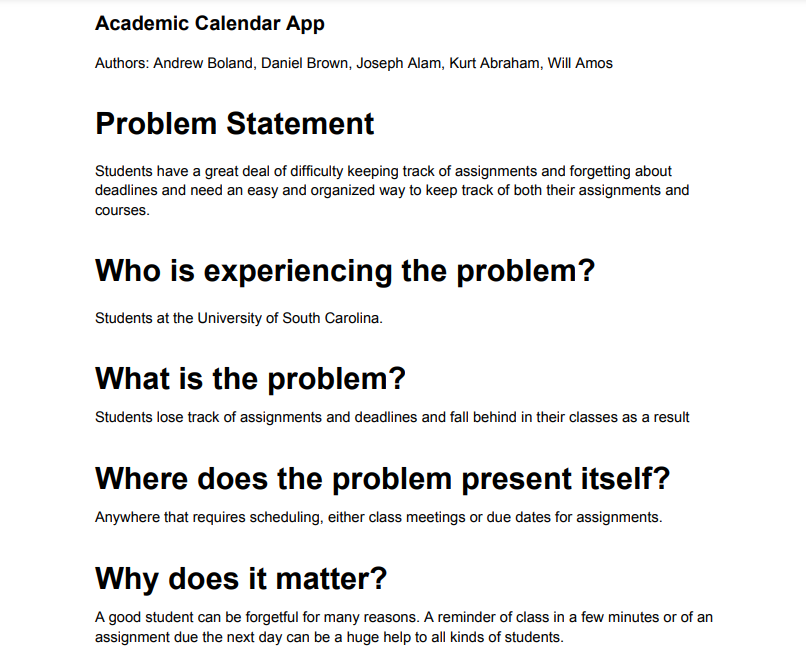 Academic Calendar App
Authors: Andrew Boland, Daniel Brown, Joseph Alam, Kurt Abraham, Will Amos
Problem Statement
Students have a great deal of difficulty keeping track of assignments and forgetting about
deadlines and need an easy and organized way to keep track of both their assignments and
courses.
Who is experiencing the problem?
Students at the University of South Carolina.
What is the problem?
Students lose track of assignments and deadlines and fall behind in their classes as a result
Where does the problem present itself?
Anywhere that requires scheduling, either class meetings or due dates for assignments.
Why does it matter?
A good student can be forgetful for many reasons. A reminder of class in a few minutes or of an
assignment due the next day can be a huge help to all kinds of students.